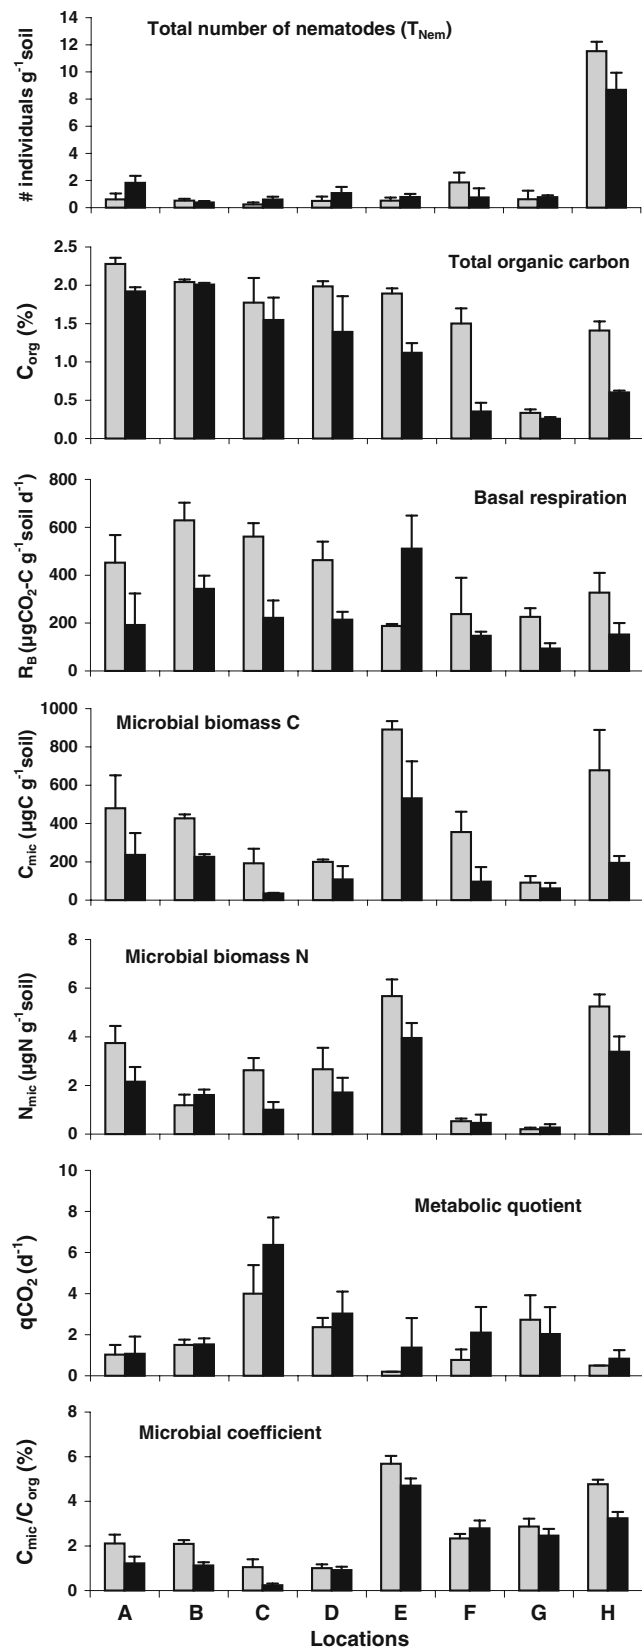 Total number of nematodes (T_Nem)
# individuals g⁻¹soil
14
12
10
8
6
4
2
0
Total organic carbon
C_org (%)
2.5
2.0
1.5
1.0
0.5
0.0
Basal respiration
R_B (µgCO₂-C g⁻¹soil d⁻¹)
800
600
400
200
0
Microbial biomass C
C_mic (µgC g⁻¹soil)
1000
800
600
400
200
0
Microbial biomass N
N_mic (µgN g⁻¹soil)
8
6
4
2
0
Metabolic quotient
qCO₂ (d⁻¹)
10
8
6
4
2
0
Microbial coefficient
C_mic/C_org (%)
8
6
4
2
0
A B C D E F G H
Locations